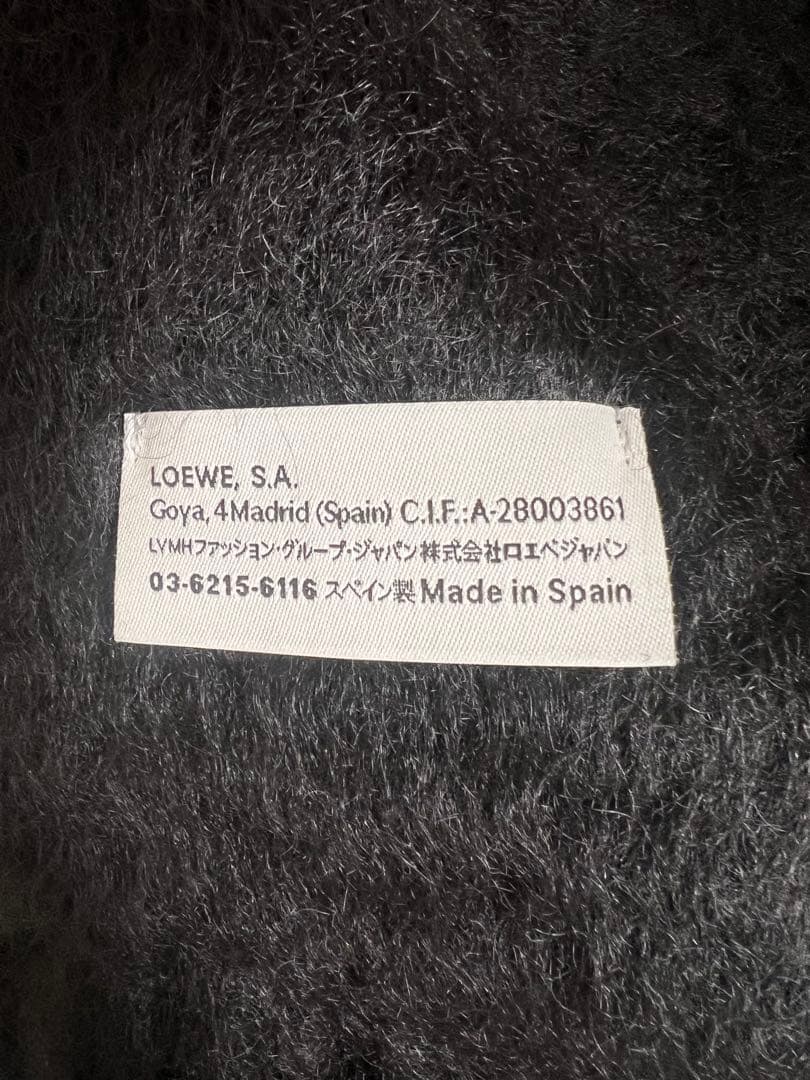 LOEWE, S.A.
Goya, 4 Madrid (Spain) C.I.F.:A-28003861
LVMHファッション・グループ・ジャパン株式会社ロエベジャパン
03-6215-6116 スペイン製 Made in Spain